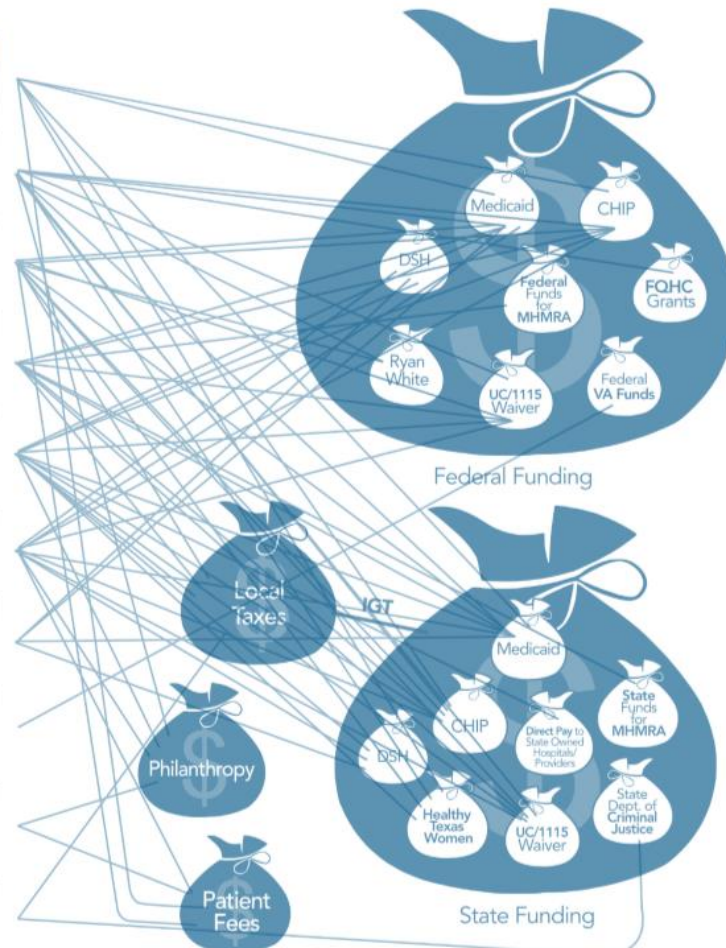 Medicaid
CHIP
DSH
Federal
Funds
for
MHMRA
FQHC
Grants
Ryan
White
UC/1115
Waiver
Federal
VA Funds
Federal Funding
Local
Taxes
IGT
Medicaid
State
Funds
for
MHMRA
CHIP
Direct Pay to
State Owned
Hospitals/
Providers
DSH
Philanthropy
Healthy
Texas
Women
UC/1115
Waiver
State
Dept. of
Criminal
Justice
Patient
Fees
State Funding